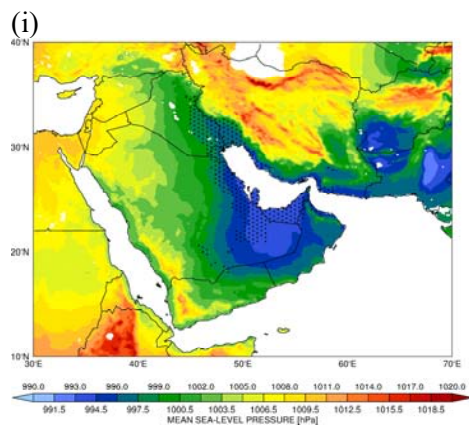 (i)
40°N
30°N
20°N
10°N
30°E 40°E 50°E 60°E 70°E
990.0 993.0 996.0 999.0 1002.0 1005.0 1008.0 1011.0 1014.0 1017.0 1020.0
991.5 994.5 997.5 1000.5 1003.5 1006.5 1009.5 1012.5 1015.5 1018.5
MEAN SEA-LEVEL PRESSURE [hPa]